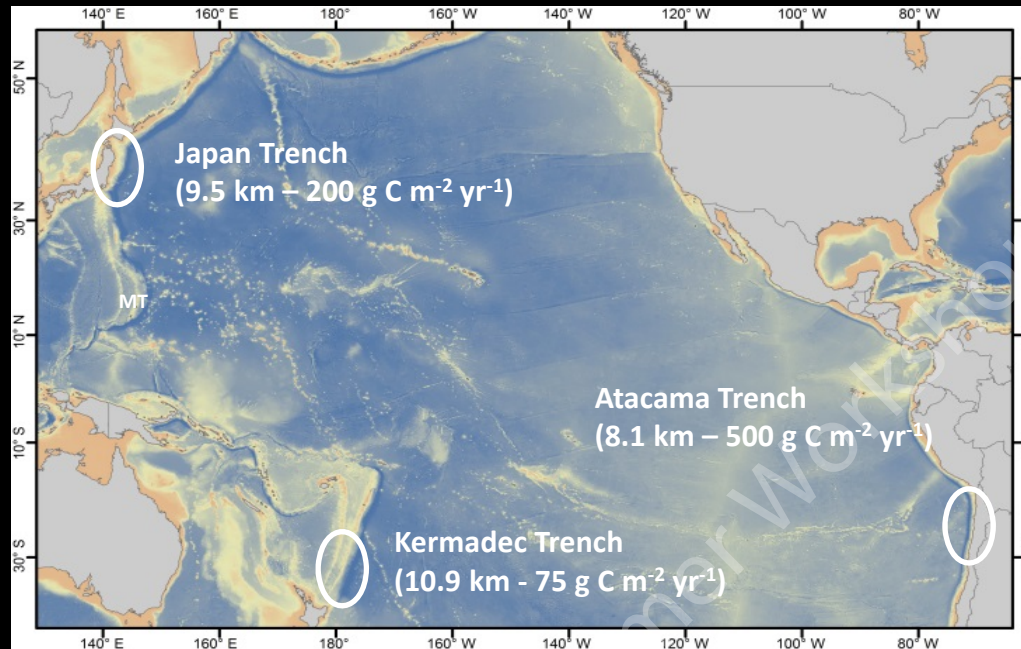 140° E 160° E 180° 160° W 140° W 120° W 100° W 80° W
50° N
Japan Trench
(9.5 km – 200 g C m⁻² yr⁻¹)
30° N
MT
10° N
Atacama Trench
(8.1 km – 500 g C m⁻² yr⁻¹)
10° S
Kermadec Trench
(10.9 km - 75 g C m⁻² yr⁻¹)
30° S
mer Workshop
140° E 160° E 180° 160° W 140° W 120° W 100° W 80° W